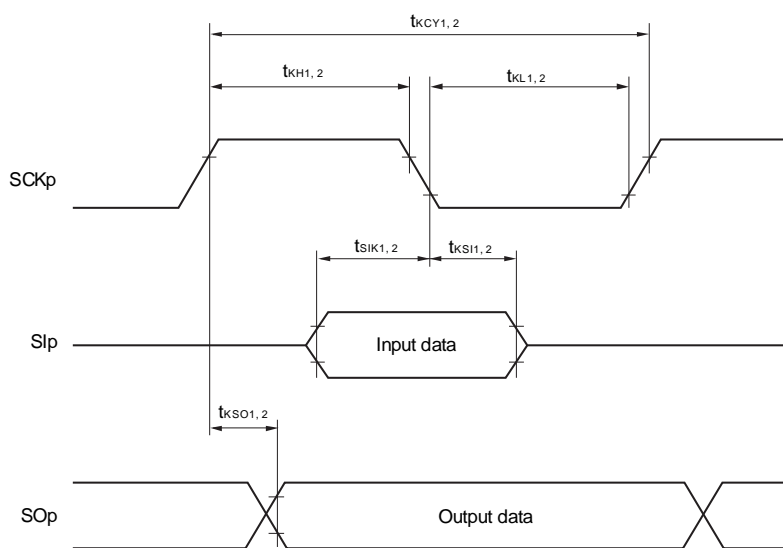 tKCY1, 2
tKH1, 2
tKL1, 2
SCKp
tSIK1, 2
tKSI1, 2
SIp
Input data
tKSO1, 2
SOp
Output data